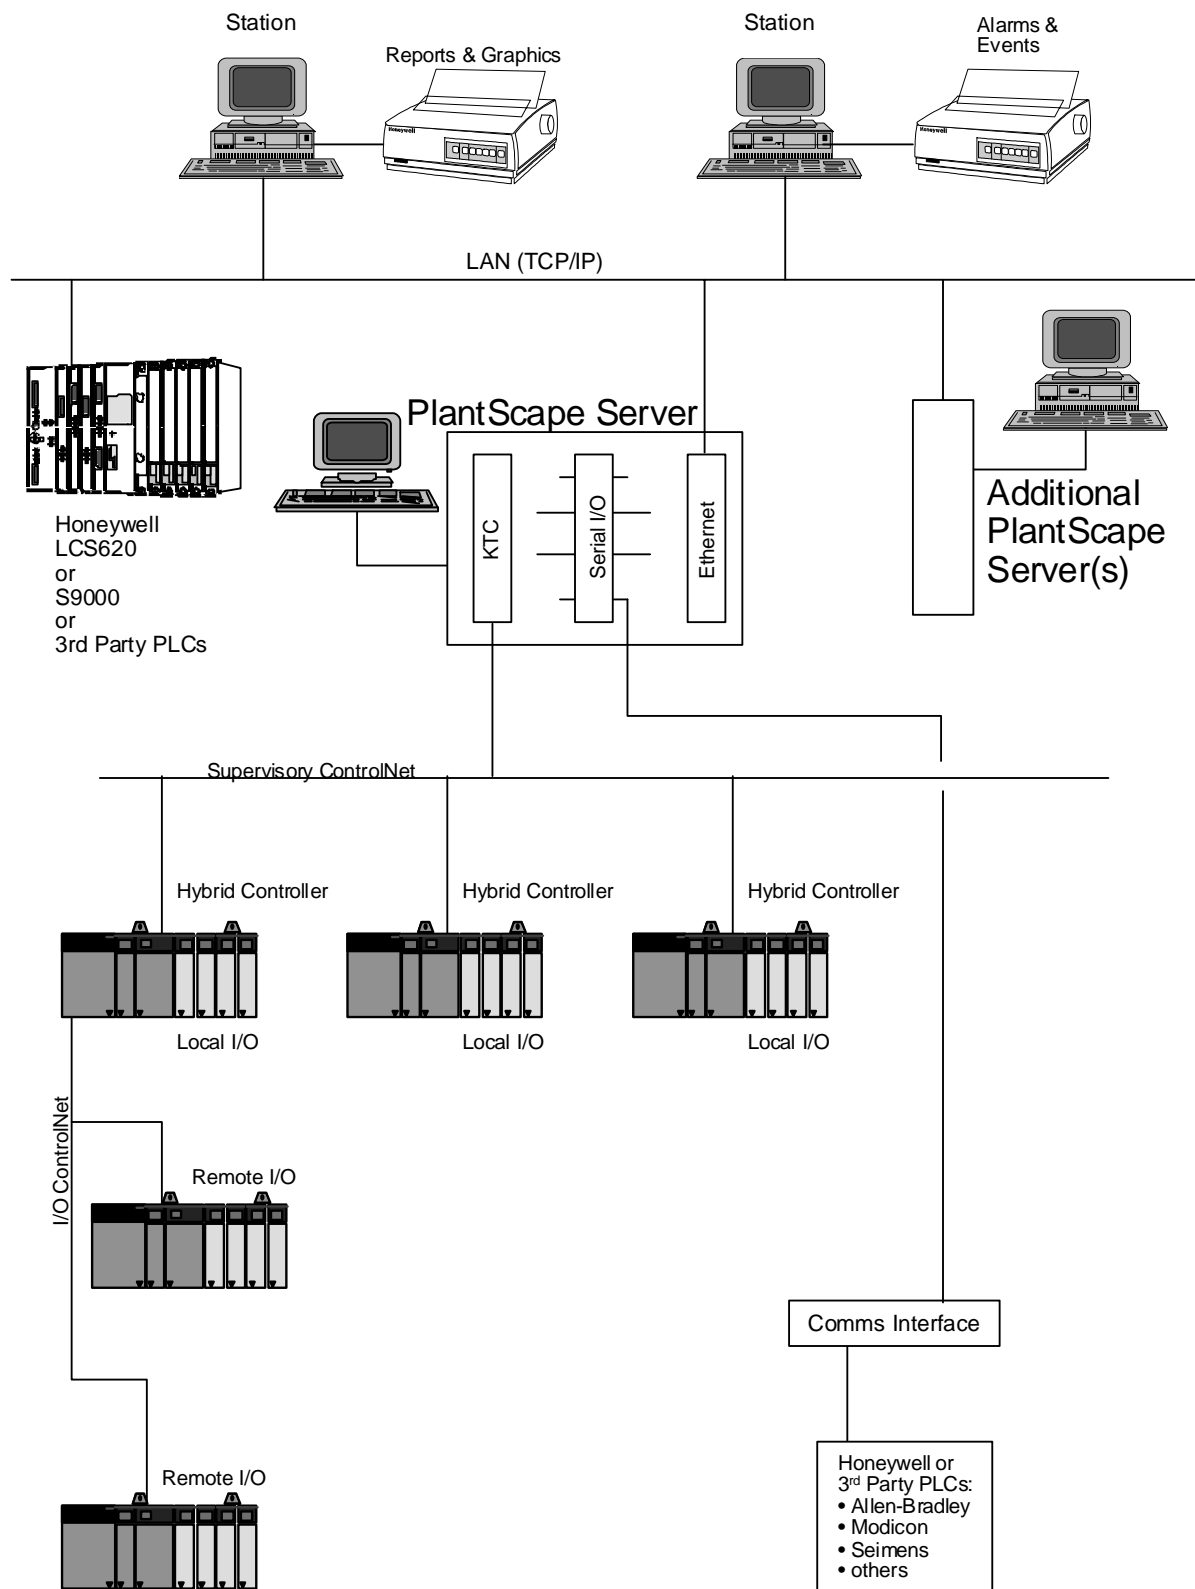 Station
Station
Alarms &
Events
Reports & Graphics
Honeywell
Honeywell
LAN (TCP/IP)
PlantScape Server
KTC
Serial I/O
Ethernet
Additional
PlantScape
Server(s)
Honeywell
LCS620
or
S9000
or
3rd Party PLCs
Supervisory ControlNet
Hybrid Controller
Hybrid Controller
Hybrid Controller
Local I/O
Local I/O
Local I/O
I/O ControlNet
Remote I/O
Comms Interface
Remote I/O
Honeywell or
3rd Party PLCs:
• Allen-Bradley
• Modicon
• Seimens
• others